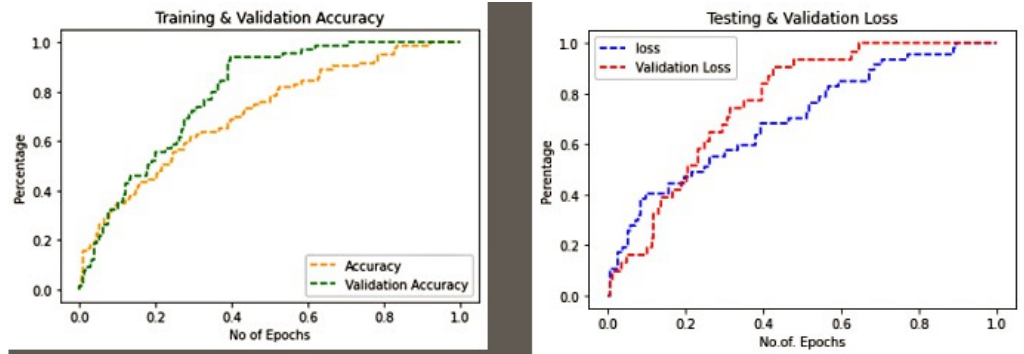 Training & Validation Accuracy
1.0
0.8
0.6
0.4
0.2
0.0
Percentage
Accuracy
Validation Accuracy
0.0 0.2 0.4 0.6 0.8 1.0
No of Epochs
Testing & Validation Loss
loss
Validation Loss
1.0
0.8
0.6
0.4
0.2
0.0
Perentage
0.0 0.2 0.4 0.6 0.8 1.0
No.of. Epochs